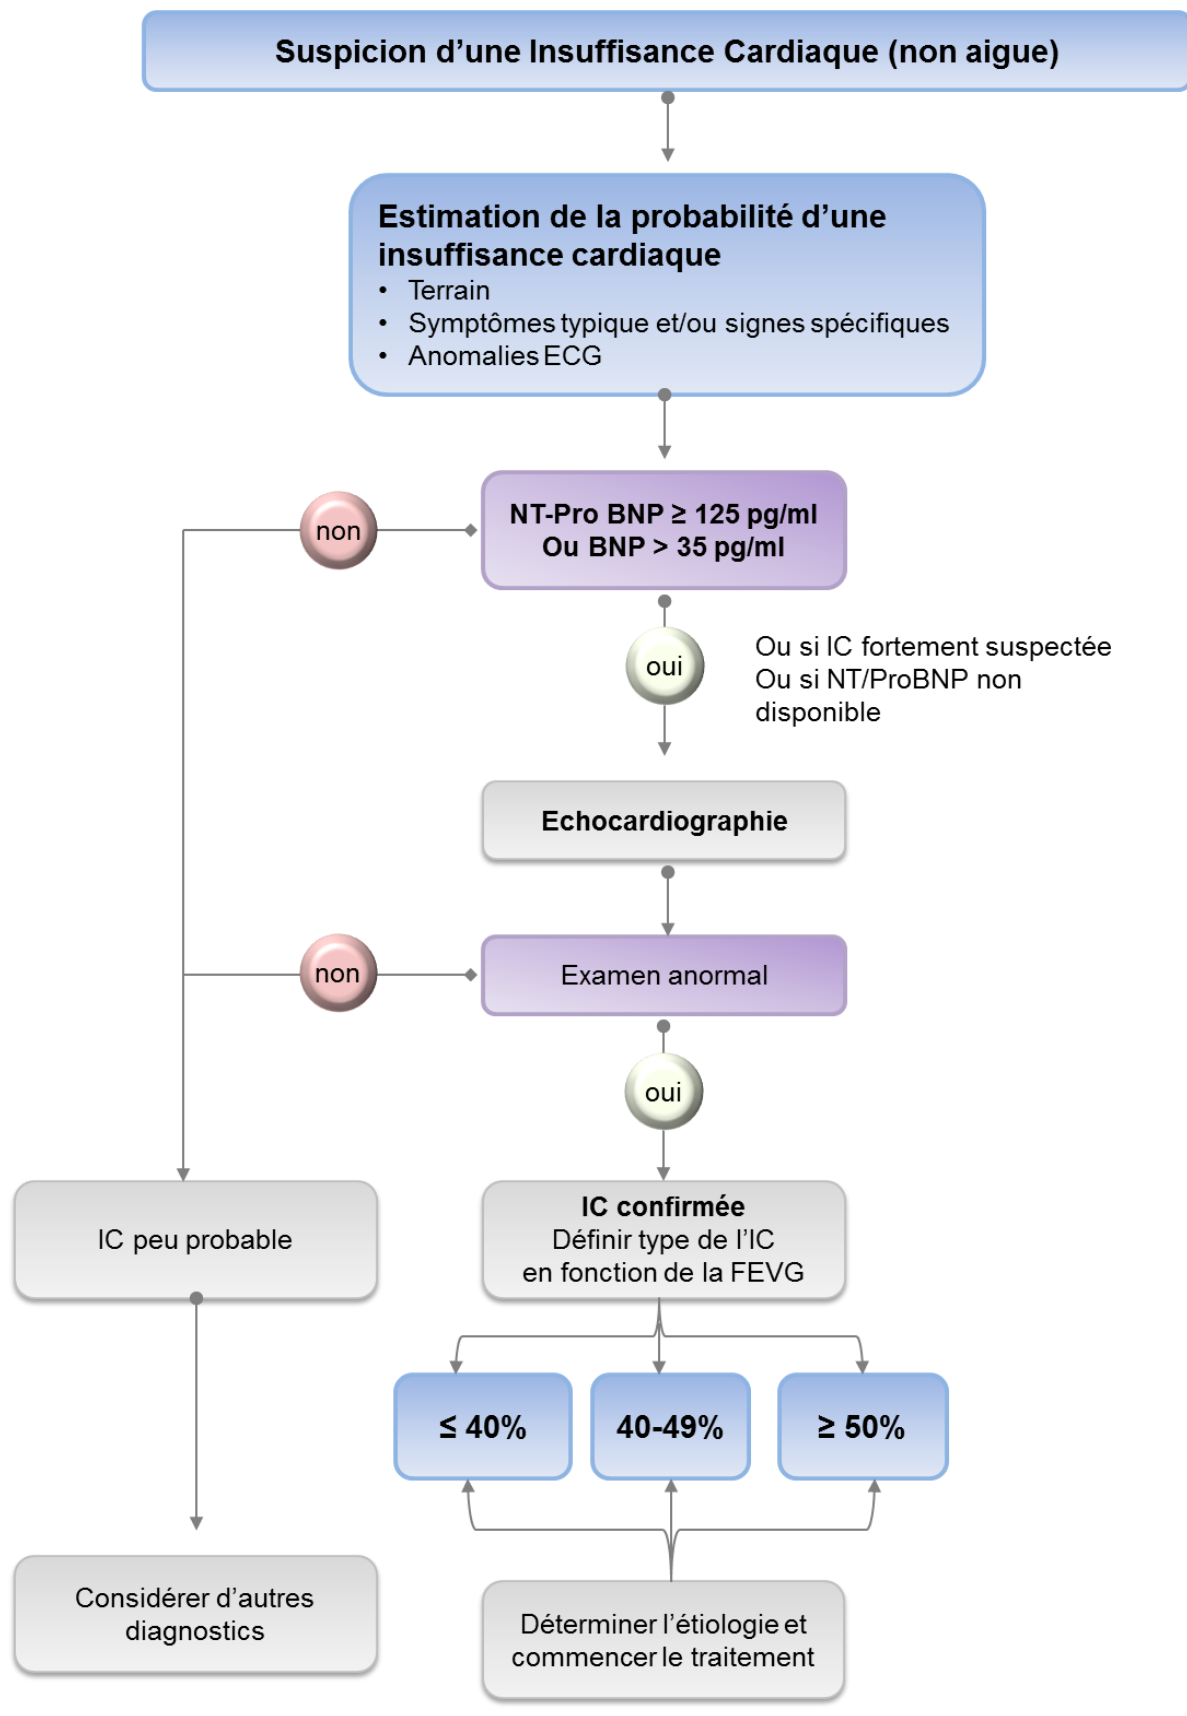 Suspicion d’une Insuffisance Cardiaque (non aigue)
Estimation de la probabilité d’une
insuffisance cardiaque
• Terrain
• Symptômes typique et/ou signes spécifiques
• Anomalies ECG
NT-Pro BNP ≥ 125 pg/ml
Ou BNP > 35 pg/ml
non
oui
Ou si IC fortement suspectée
Ou si NT/ProBNP non
disponible
Echocardiographie
Examen anormal
non
oui
IC peu probable
IC confirmée
Définir type de l’IC
en fonction de la FEVG
≤ 40%
40-49%
≥ 50%
Considérer d’autres
diagnostics
Déterminer l’étiologie et
commencer le traitement